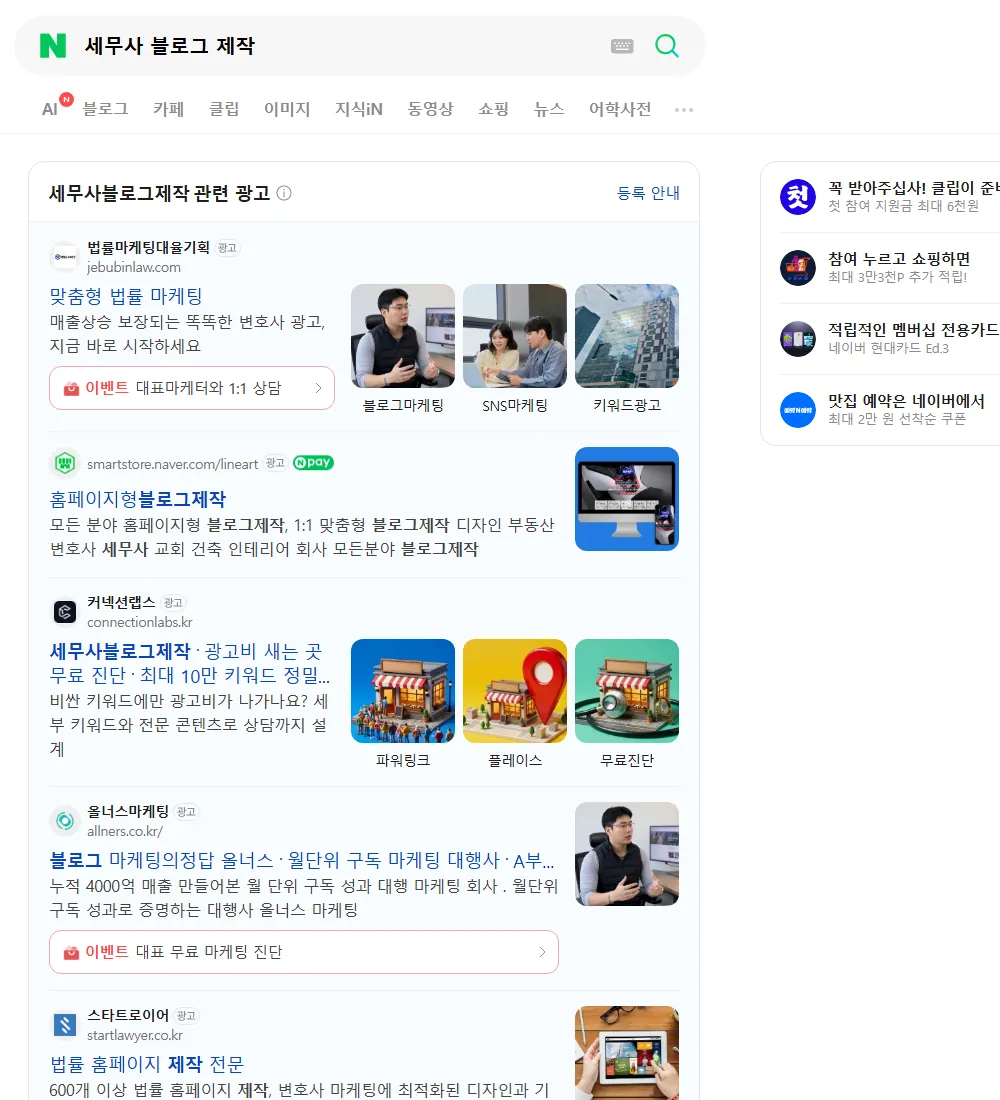 세무사 블로그 제작
AI N 블로그 카페 클립 이미지 지식iN 동영상 쇼핑 뉴스 어학사전
세무사블로그제작 관련 광고
등록 안내
법률마케팅대율기획 광고
jebubinlaw.com
맞춤형 법률 마케팅
매출상승 보장되는 똑똑한 변호사 광고,
지금 바로 시작하세요
이벤트 대표마케터와 1:1 상담
블로그마케팅 SNS마케팅 키워드광고
smartstore.naver.com/lineart 광고 N pay
홈페이지형블로그제작
모든 분야 홈페이지형 블로그제작, 1:1 맞춤형 블로그제작 디자인 부동산
변호사 세무사 교회 건축 인테리어 회사 모든분야 블로그제작
커넥션랩스 광고
connectionlabs.kr
세무사블로그제작 · 광고비 새는 곳
무료 진단 · 최대 10만 키워드 정밀...
비싼 키워드에만 광고비가 나가나요? 세
부 키워드와 전문 콘텐츠로 상담까지 설
계
파워링크 플레이스 무료진단
올너스마케팅 광고
allners.co.kr/
블로그 마케팅의정답 올너스 · 월단위 구독 마케팅 대행사 · A부...
누적 4000억 매출 만들어본 월 단위 구독 성과 대행 마케팅 회사 . 월단위
구독 성과로 증명하는 대행사 올너스 마케팅
이벤트 대표 무료 마케팅 진단
스타트로이어 광고
startlawyer.co.kr
법률 홈페이지 제작 전문
600개 이상 법률 홈페이지 제작, 변호사 마케팅에 최적화된 디자인과 기
첫
꼭 받아주십사! 클립이 준비
첫 참여 지원금 최대 6천원
참여 누르고 쇼핑하면
최대 3만3천P 추가 적립!
적립적인 멤버십 전용카드
네이버 현대카드 Ed.3
맛집 예약은 네이버에서
최대 2만 원 선착순 쿠폰